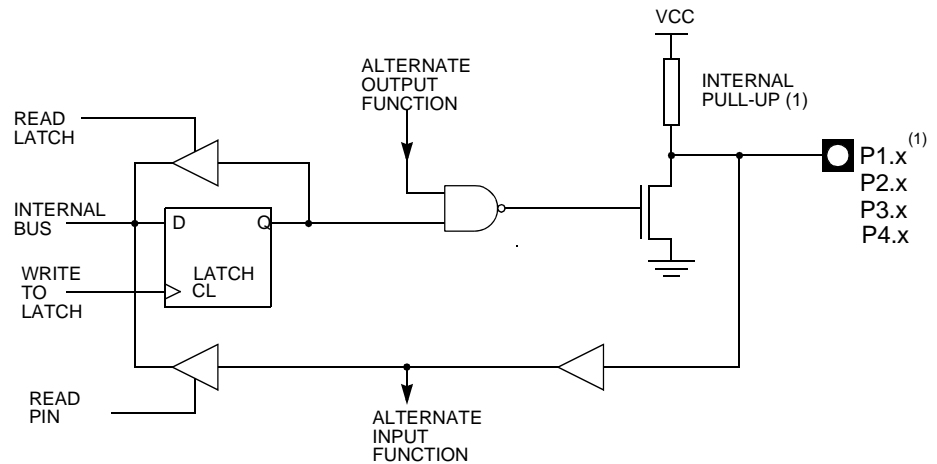 VCC
ALTERNATE
OUTPUT
FUNCTION
INTERNAL
PULL-UP (1)
READ
LATCH
P1.x(1)
P2.x
P3.x
P4.x
INTERNAL
BUS
D
Q
LATCH
CL
WRITE
TO
LATCH
READ
PIN
ALTERNATE
INPUT
FUNCTION